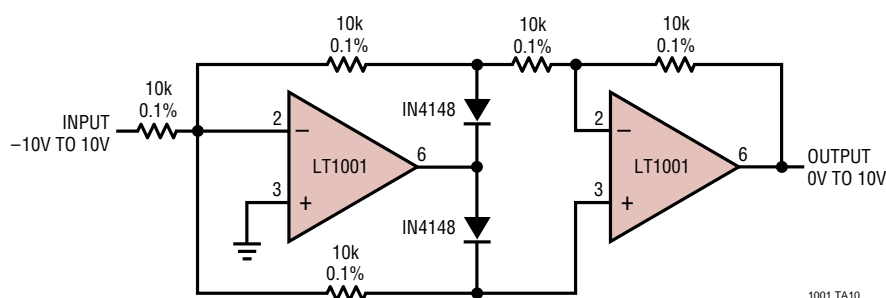 10k
0.1%
10k
0.1%
10k
0.1%
10k
0.1%
INPUT
–10V TO 10V
2
–
LT1001
3
+
6
IN4148
IN4148
2
–
LT1001
3
+
6
OUTPUT
0V TO 10V
10k
0.1%
1001 TA10